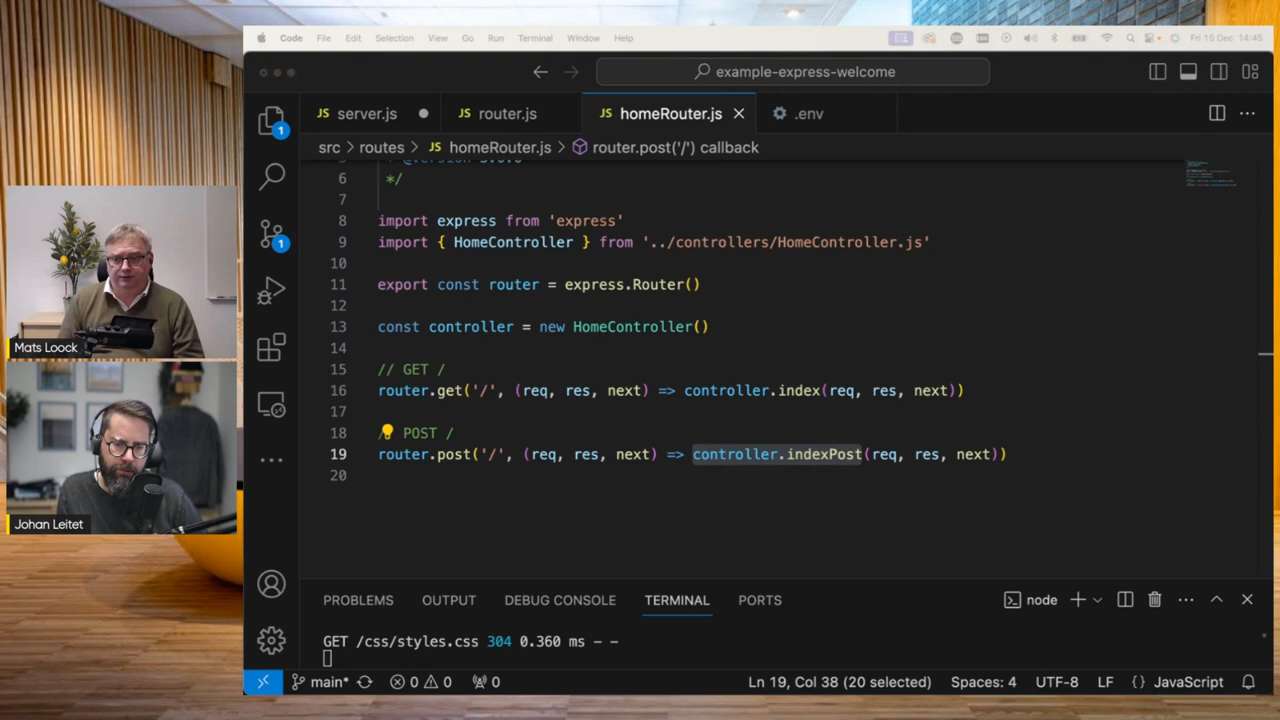 Code File Edit Selection View Go Run Terminal Window Help Fri 15 Dec 14:45
example-express-welcome
JS server.js JS router.js JS homeRouter.js .env
src > routes > JS homeRouter.js > router.post('/') callback
6 */
7
8 import express from 'express'
9 import { HomeController } from '../controllers/HomeController.js'
10
11 export const router = express.Router()
12
13 const controller = new HomeController()
14
15 // GET /
16 router.get('/', (req, res, next) => controller.index(req, res, next))
17
18 / POST /
19 router.post('/', (req, res, next) => controller.indexPost(req, res, next))
20
1
1
Mats Loock
Johan Leitet
PROBLEMS OUTPUT DEBUG CONSOLE TERMINAL PORTS node
GET /css/styles.css 304 0.360 ms - -
main* 0 0 0 Ln 19, Col 38 (20 selected) Spaces: 4 UTF-8 LF {} JavaScript